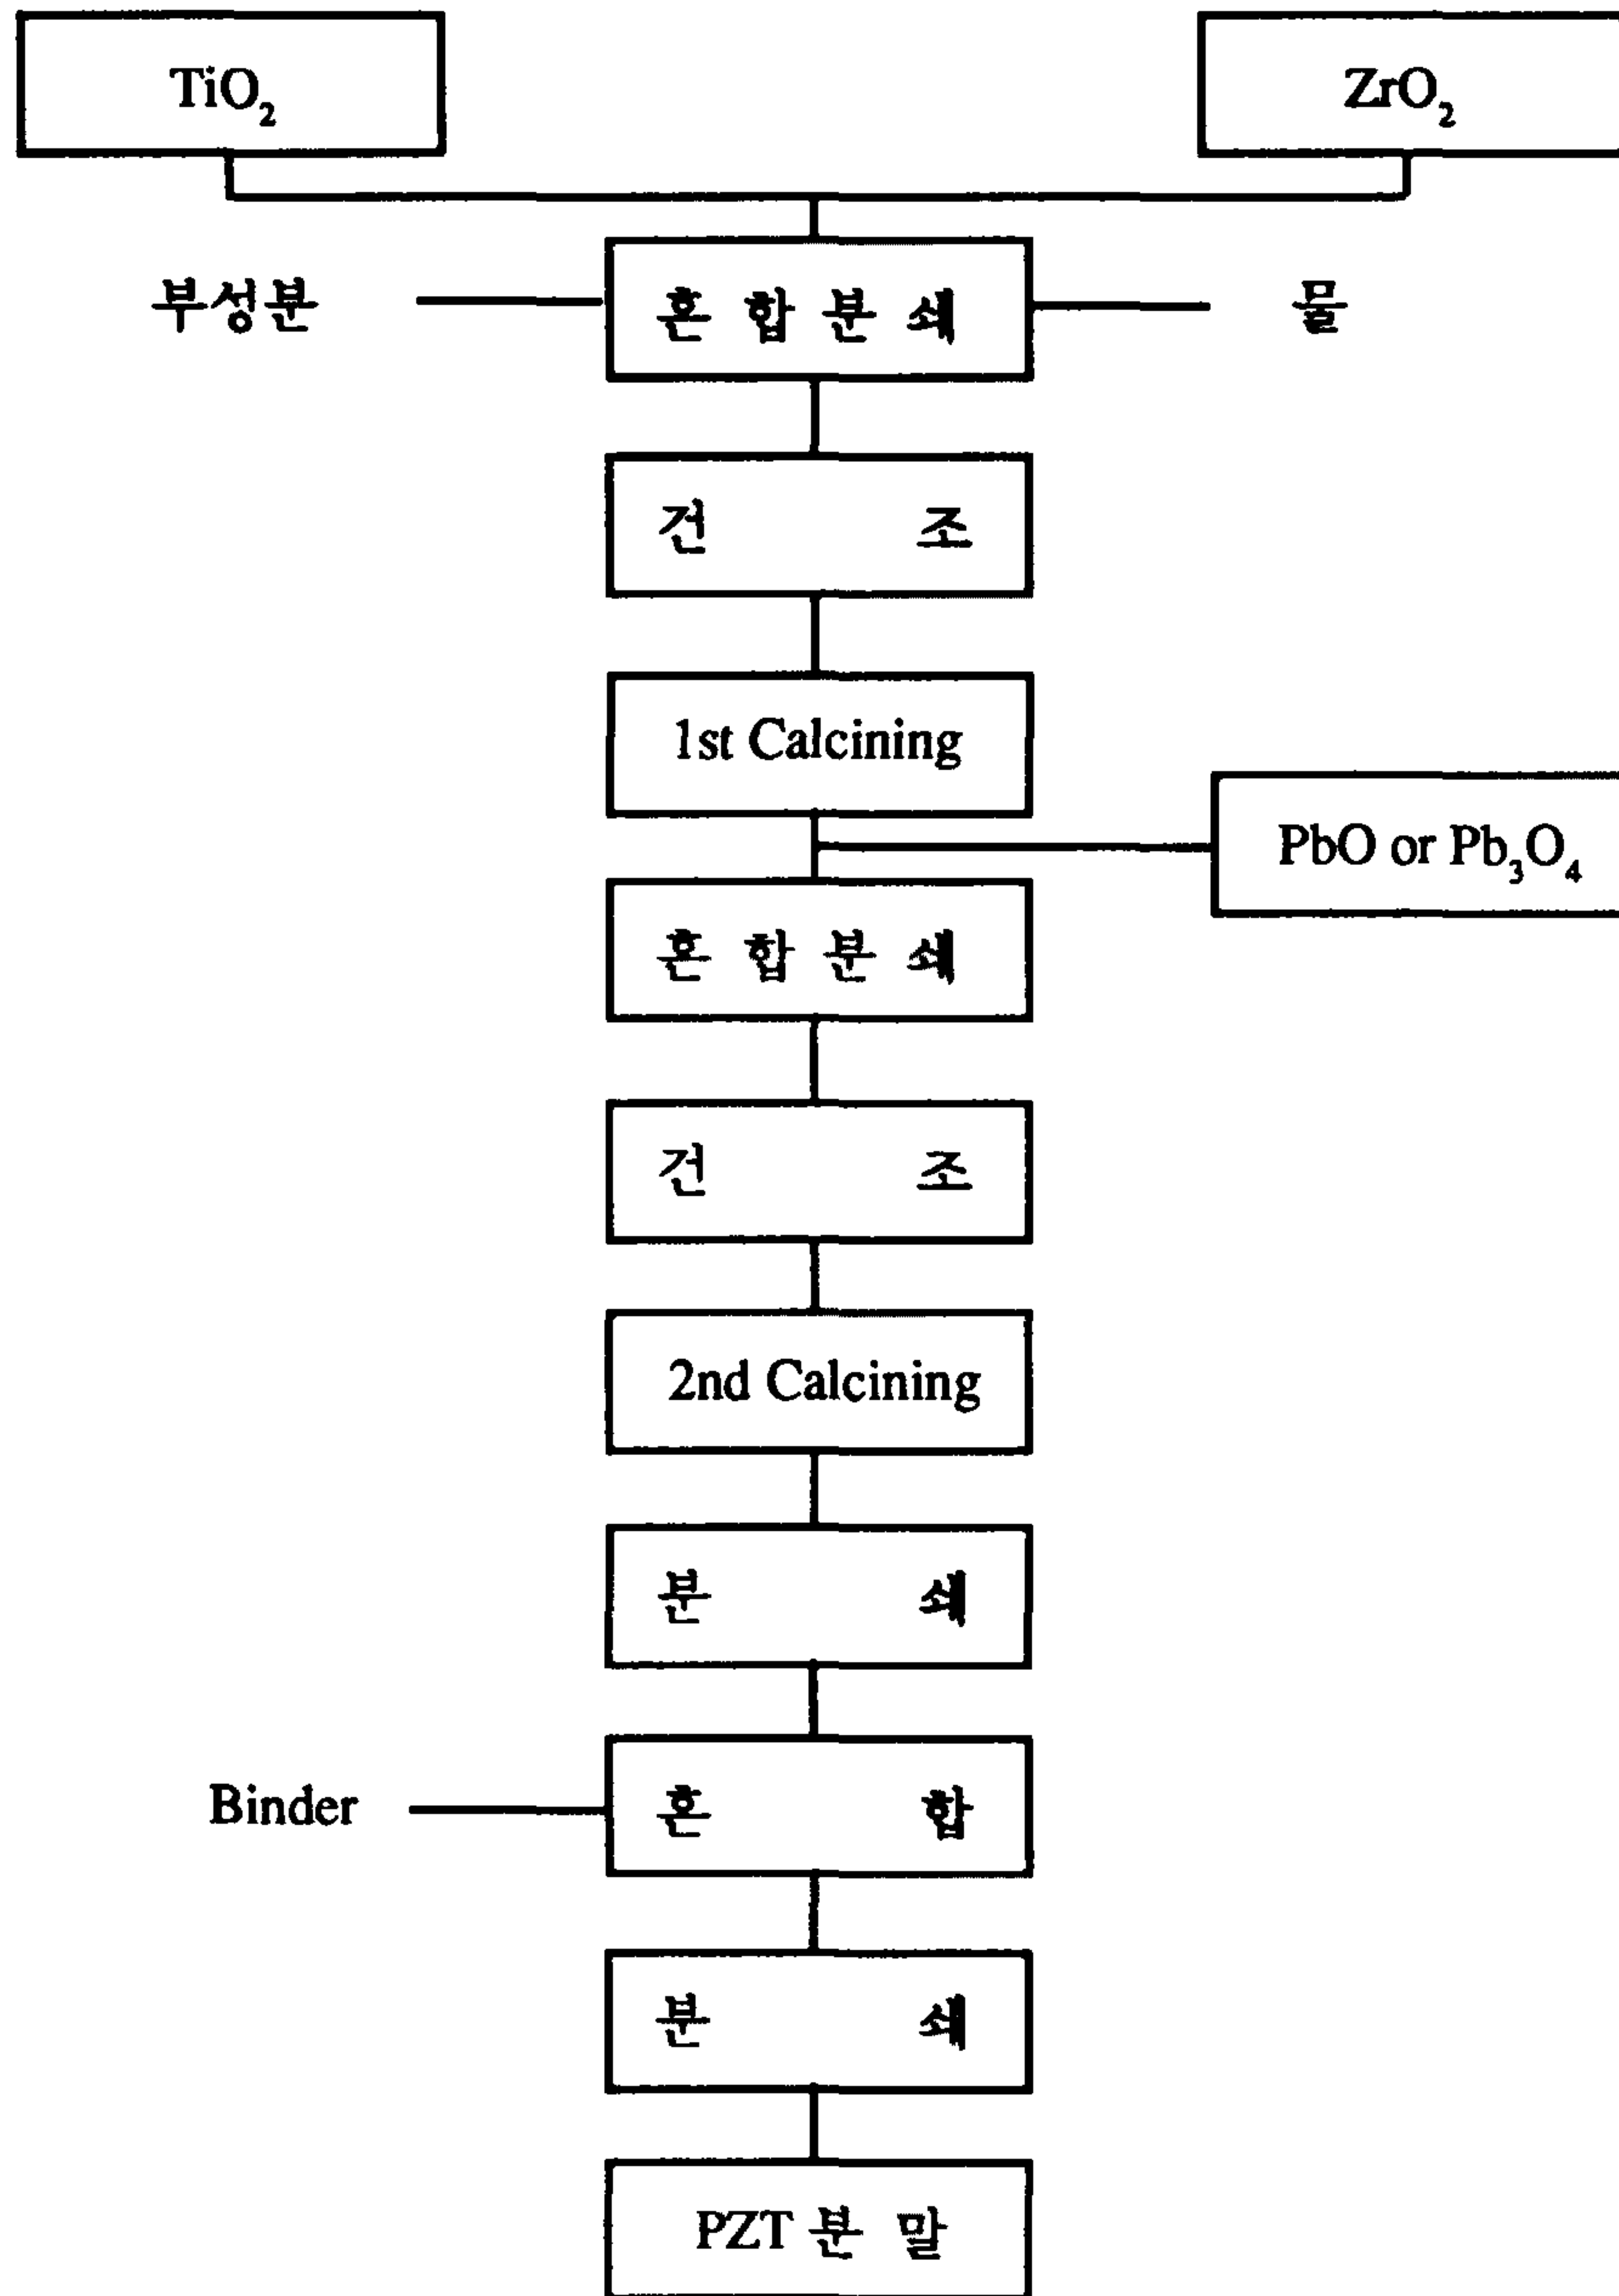 TiO₂
ZrO₂
부성분
혼 합 분 쇄
물
건 조
1st Calcining
PbO or Pb₃O₄
혼 합 분 쇄
건 조
2nd Calcining
분 쇄
Binder
혼 합
분 쇄
PZT 분 말